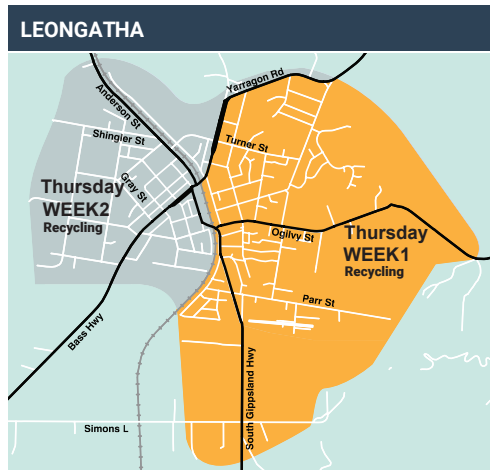 LEONGATHA
Yarragon Rd
Anderson St
Shingler St
Turner St
Gray St
Thursday
WEEK2
Recycling
Ogilvy St
Thursday
WEEK1
Recycling
Parr St
Bass Hwy
South Gippsland Hwy
Simons L